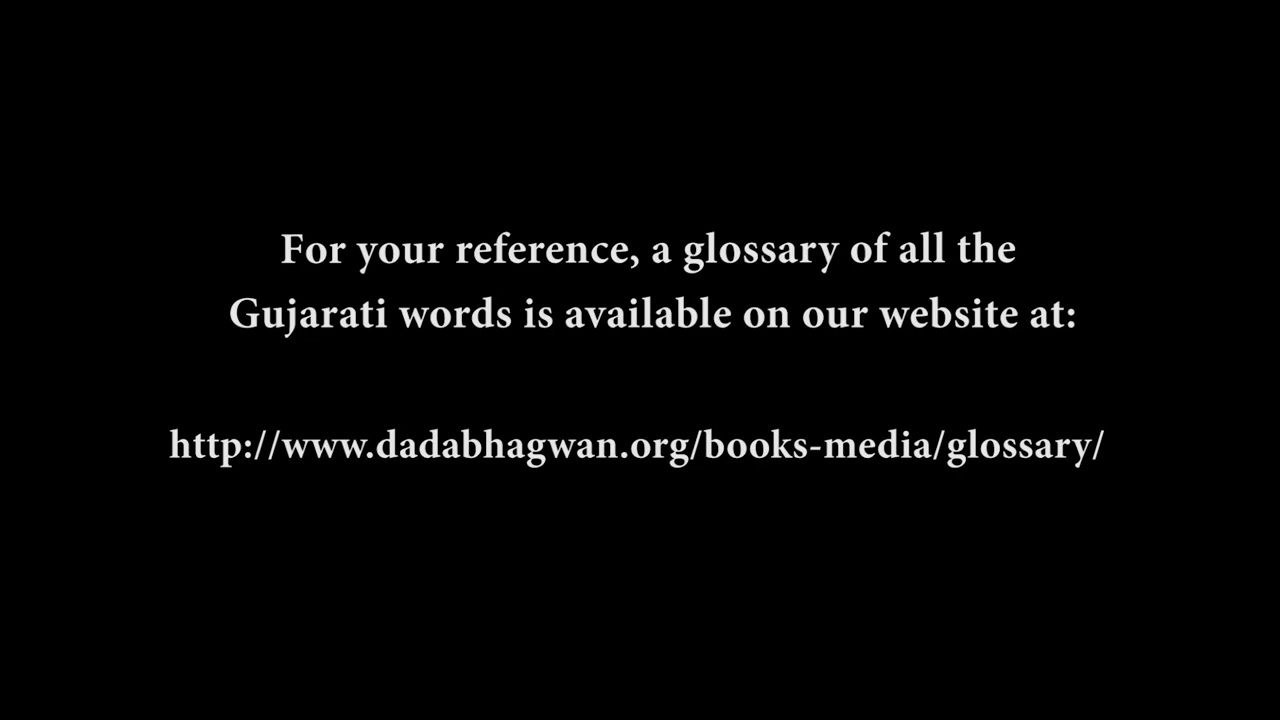 For your reference, a glossary of all the
Gujarati words is available on our website at:
http://www.dadabhagwan.org/books-media/glossary/